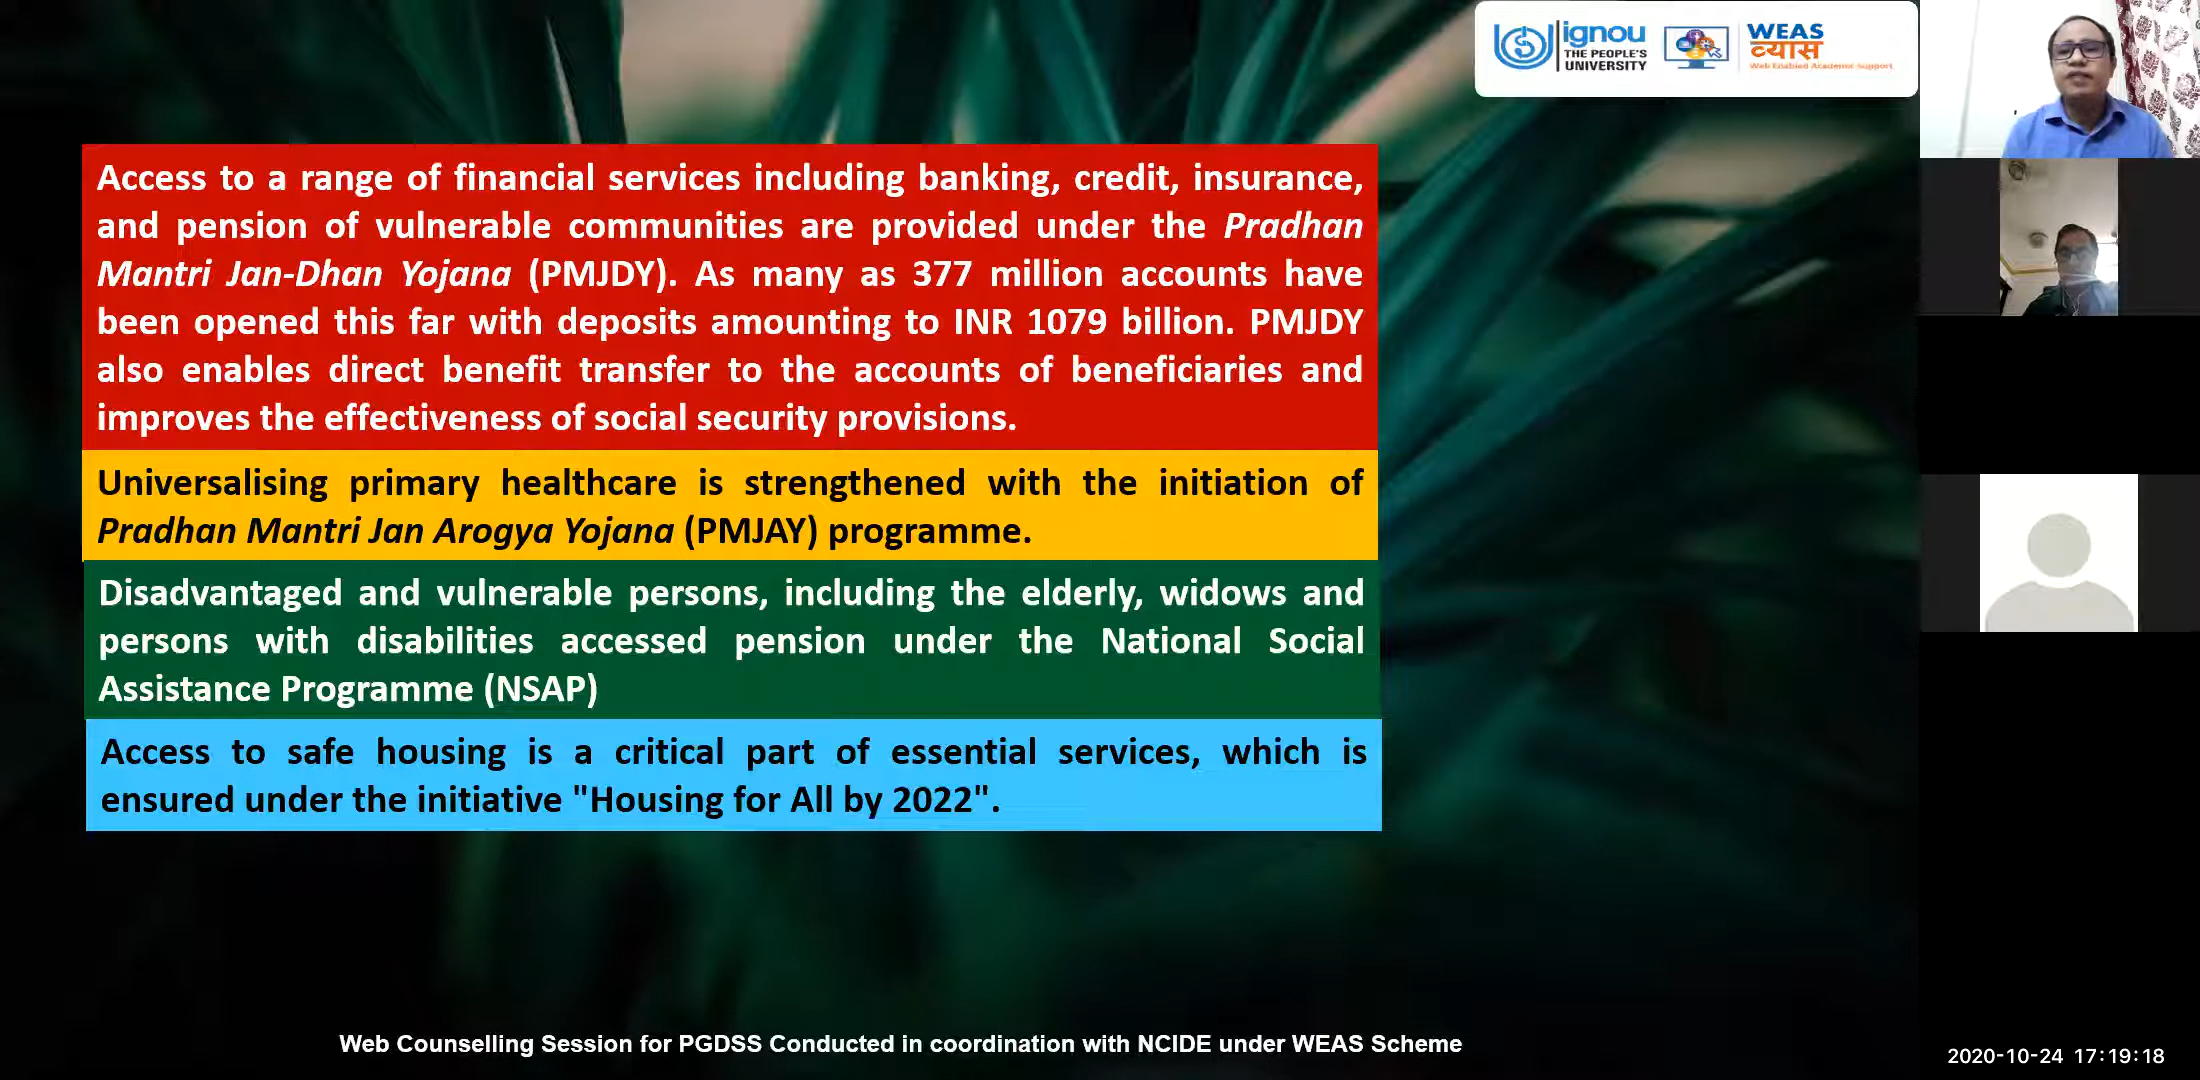 ignou
THE PEOPLE'S
UNIVERSITY
WEAS
व्यास
Web Enabled Academic Support
Access to a range of financial services including banking, credit, insurance,
and pension of vulnerable communities are provided under the Pradhan
Mantri Jan-Dhan Yojana (PMJDY). As many as 377 million accounts have
been opened this far with deposits amounting to INR 1079 billion. PMJDY
also enables direct benefit transfer to the accounts of beneficiaries and
improves the effectiveness of social security provisions.
Universalising primary healthcare is strengthened with the initiation of
Pradhan Mantri Jan Arogya Yojana (PMJAY) programme.
Disadvantaged and vulnerable persons, including the elderly, widows and
persons with disabilities accessed pension under the National Social
Assistance Programme (NSAP)
Access to safe housing is a critical part of essential services, which is
ensured under the initiative "Housing for All by 2022".
Web Counselling Session for PGDSS Conducted in coordination with NCIDE under WEAS Scheme
2020-10-24 17:19:18